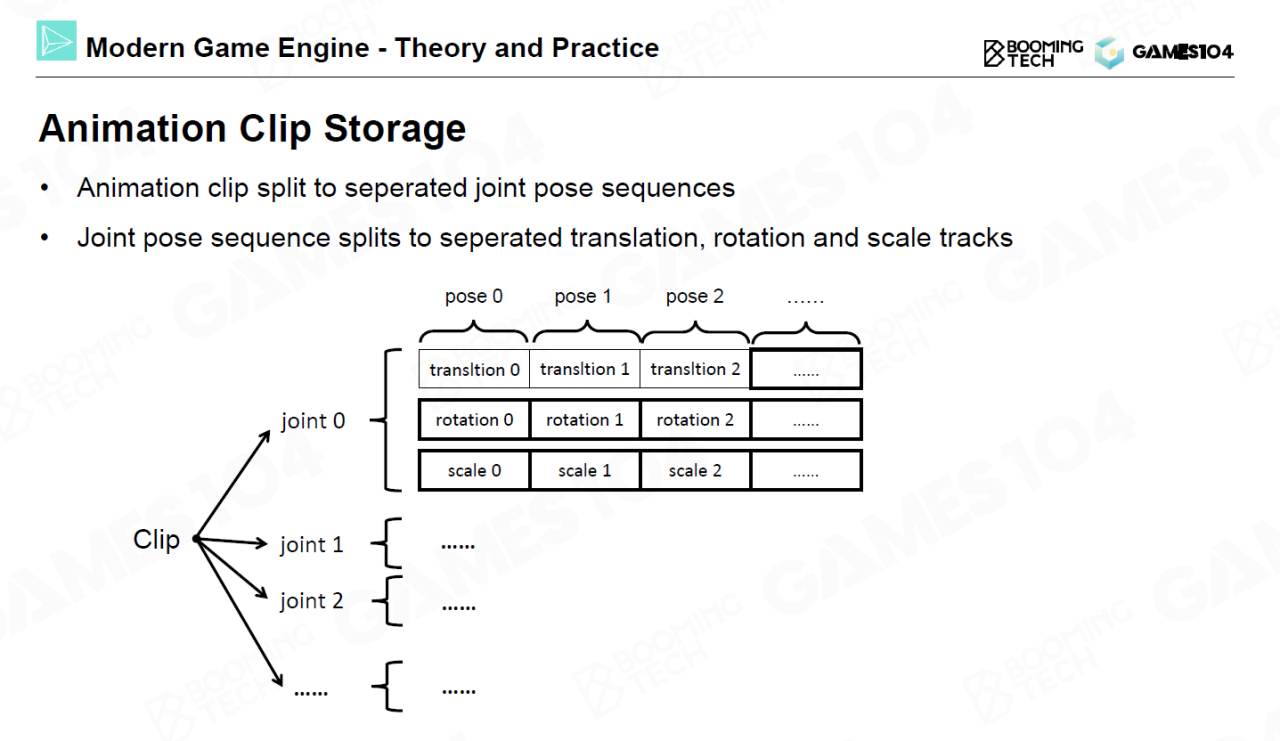 Modern Game Engine - Theory and Practice
BOOMING TECH
GAMES104
Animation Clip Storage
• Animation clip split to seperated joint pose sequences
• Joint pose sequence splits to seperated translation, rotation and scale tracks
pose 0 pose 1 pose 2 ......
transltion 0 transltion 1 transltion 2 ......
joint 0
rotation 0 rotation 1 rotation 2 ......
scale 0 scale 1 scale 2 ......
Clip
joint 1 ......
joint 2 ......
...... ......